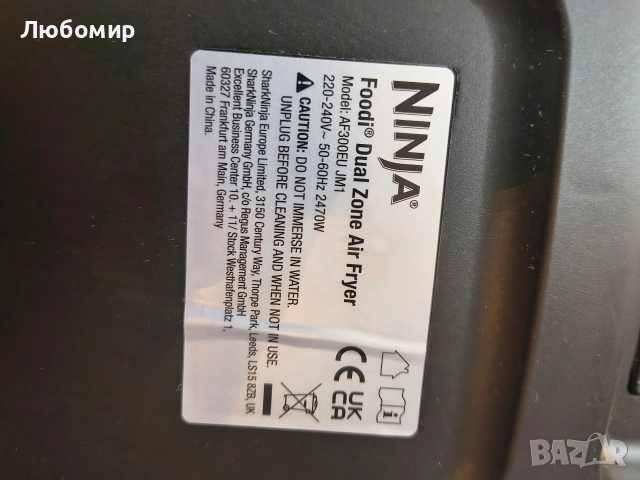 Любомир
NINJA®
Foodi® Dual Zone Air Fryer
Model: AF300EU JM1
220-240V~ 50-60Hz 2470W
CAUTION: DO NOT IMMERSE IN WATER.
UNPLUG BEFORE CLEANING AND WHEN NOT IN USE.
SharkNinja Europe Limited, 3150 Century Way, Thorpe Park, Leeds, LS15 8ZB, UK
SharkNinja Germany GmbH, c/o Regus Management GmbH
Excellent Business Center 10. + 11/ Stock Westhafenplatz 1,
60327 Frankfurt am Main, Germany
Made in China.
CE
UK
CA
BAZAR
bg